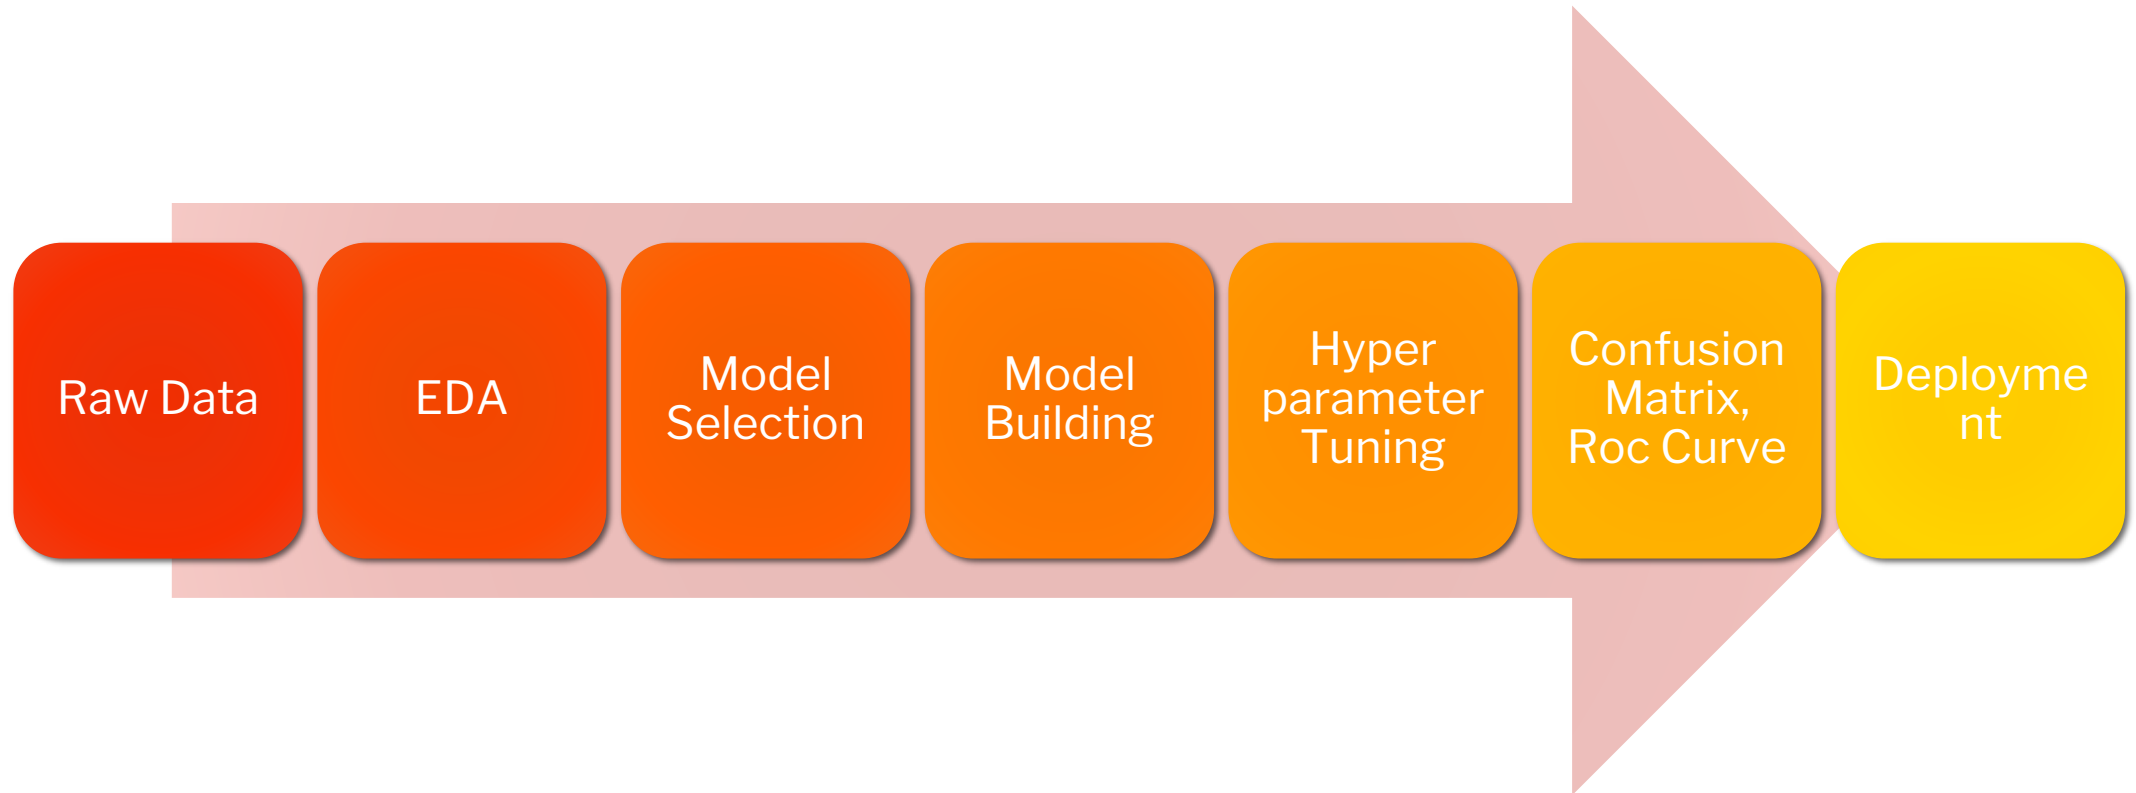 Raw Data
EDA
Model
Selection
Model
Building
Hyper
parameter
Tuning
Confusion
Matrix,
Roc Curve
Deployme
nt